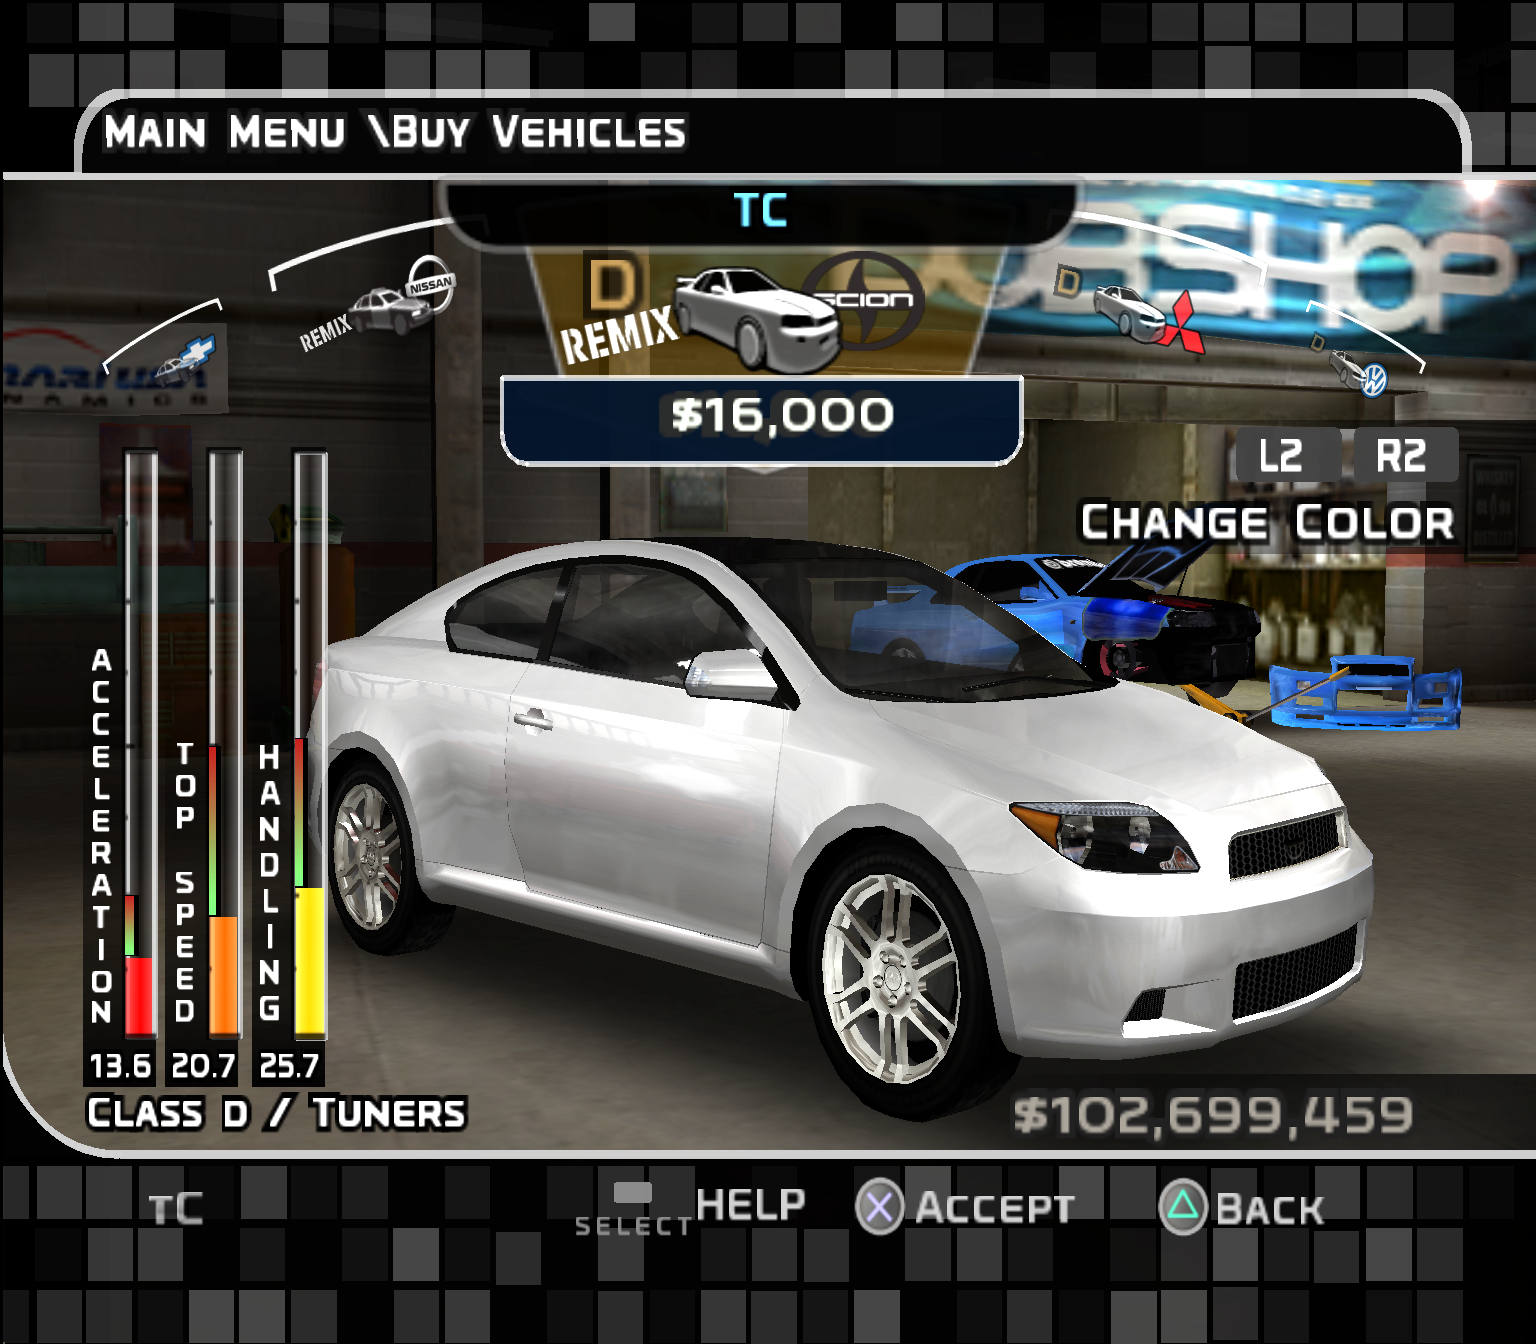 MAIN MENU \BUY VEHICLES
TC
D
REMIX
SCION
NISSAN
REMIX
D
D
$16,000
L2 R2
CHANGE COLOR
ACCELERATION
TOP SPEED
HANDLING
13.6 20.7 25.7
CLASS D / TUNERS
$102,699,459
TC
SELECT HELP
ACCEPT
BACK